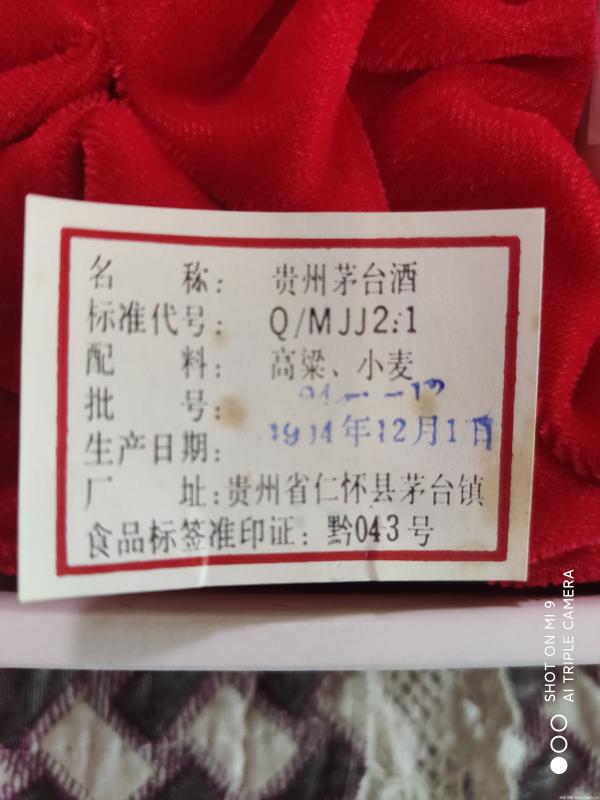 名 称: 贵州茅台酒
标准代号: Q/MJJ2.1
配 料: 高粱、小麦
批 号:
生产日期: 年12月1日
厂 址: 贵州省仁怀县茅台镇
食品标签准印证: 黔043号
SHOT ON MI 9
AI TRIPLE CAMERA